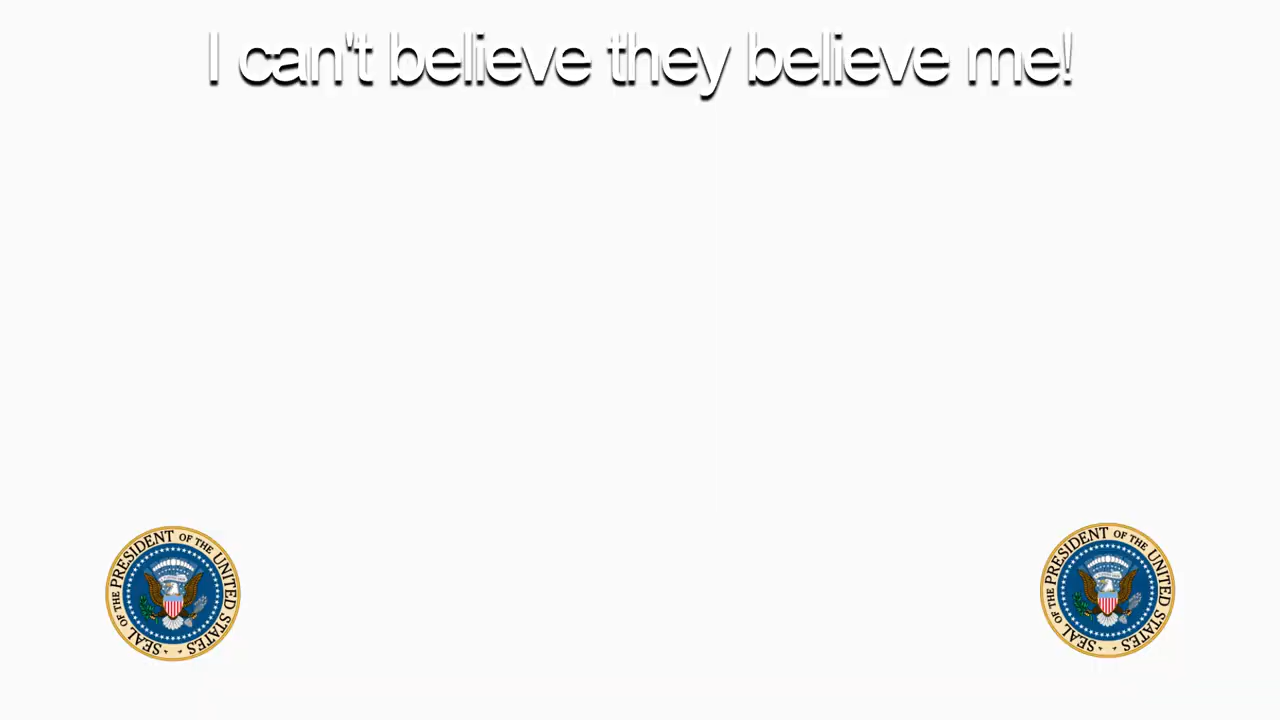 I can't believe they believe me!
SEAL OF THE PRESIDENT OF THE UNITED STATES
SEAL OF THE PRESIDENT OF THE UNITED STATES